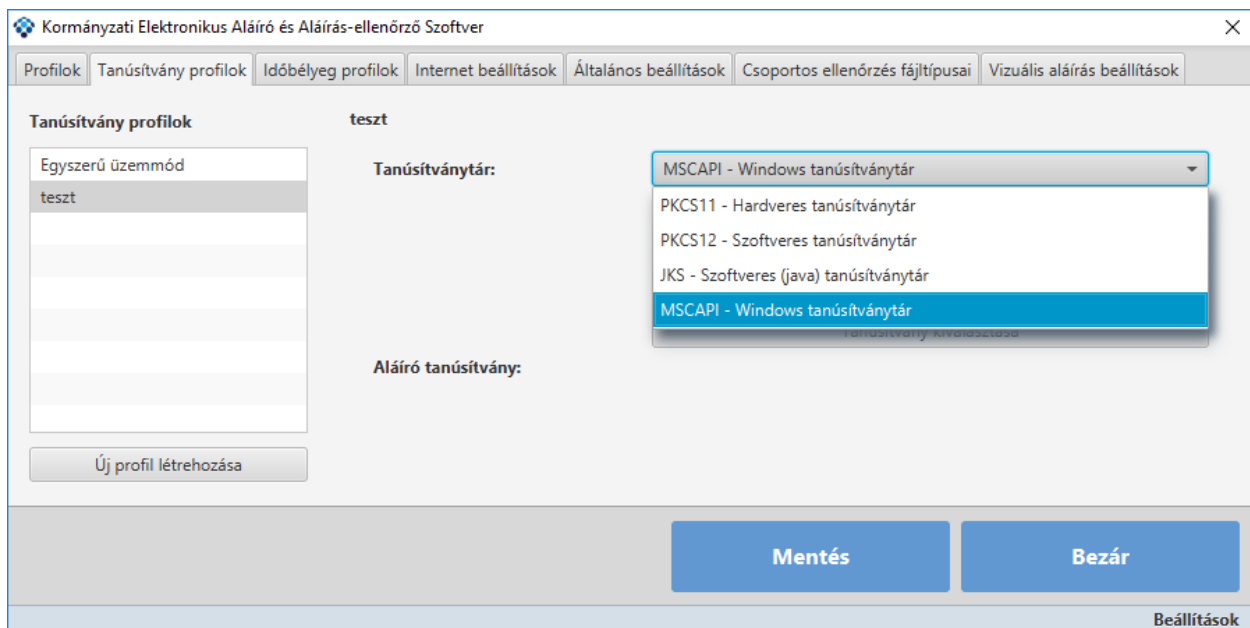 Kormányzati Elektronikus Aláíró és Aláírás-ellenőrző Szoftver
Profilok Tanúsítvány profilok Időbélyeg profilok Internet beállítások Általános beállítások Csoportos ellenőrzés fájltípusai Vizuális aláírás beállítások
Tanúsítvány profilok
Egyszerű üzemmód
teszt
Új profil létrehozása
teszt
Tanúsítványtár:
MSCAPI - Windows tanúsítványtár
PKCS11 - Hardveres tanúsítványtár
PKCS12 - Szoftveres tanúsítványtár
JKS - Szoftveres (java) tanúsítványtár
MSCAPI - Windows tanúsítványtár
Tanúsítvány kiválasztása
Aláíró tanúsítvány:
Mentés
Bezár
Beállítások